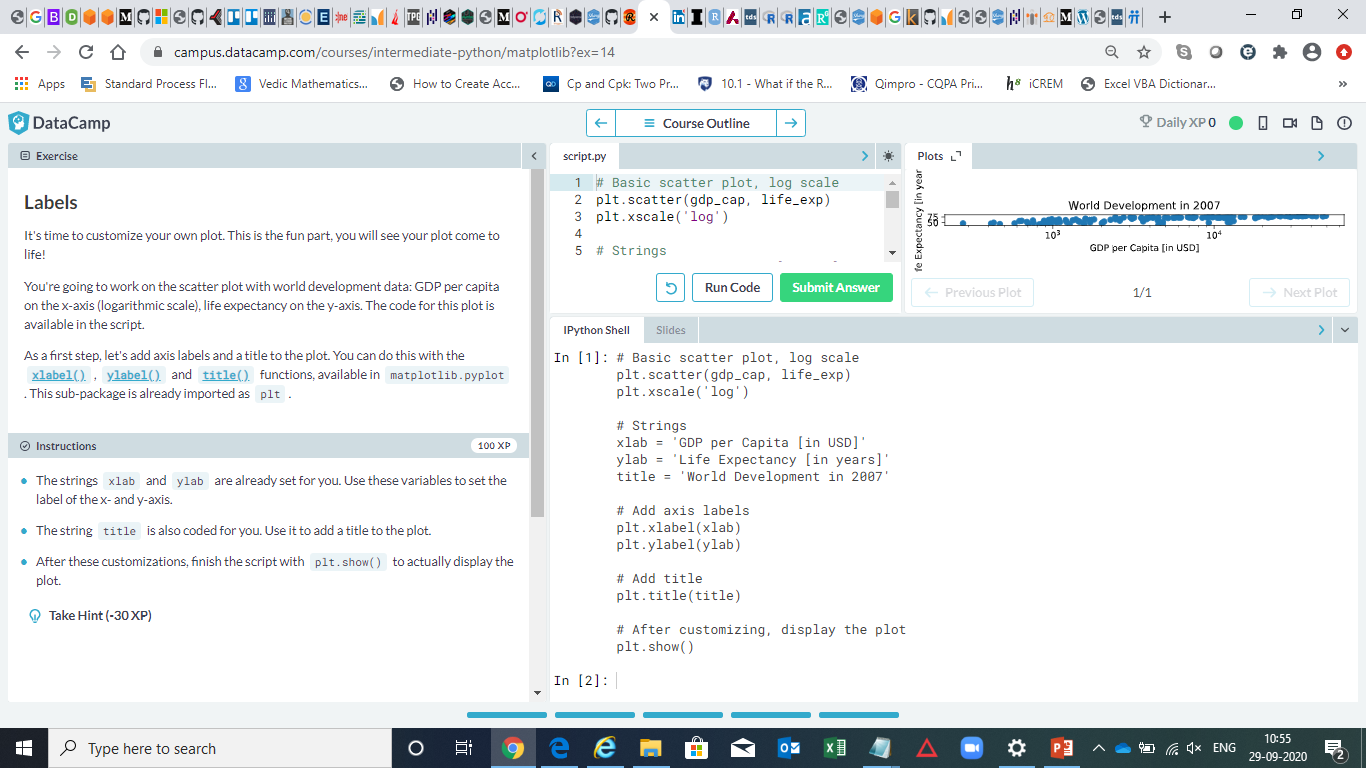 campus.datacamp.com/courses/intermediate-python/matplotlib?ex=14
Apps
Standard Process Fl...
Vedic Mathematics...
How to Create Acc...
Cp and Cpk: Two Pr...
10.1 - What if the R...
Qimpro - CQPA Pri...
iCREM
Excel VBA Dictionar...
»
DataCamp
Course Outline
Daily XP 0
Exercise
Labels
It's time to customize your own plot. This is the fun part, you will see your plot come to
life!
You're going to work on the scatter plot with world development data: GDP per capita
on the x-axis (logarithmic scale), life expectancy on the y-axis. The code for this plot is
available in the script.
As a first step, let's add axis labels and a title to the plot. You can do this with the
xlabel() , ylabel() and title() functions, available in matplotlib.pyplot
. This sub-package is already imported as plt .
Instructions
100 XP
The strings xlab and ylab are already set for you. Use these variables to set the
label of the x- and y-axis.
The string title is also coded for you. Use it to add a title to the plot.
After these customizations, finish the script with plt.show() to actually display the
plot.
Take Hint (-30 XP)
script.py
1 # Basic scatter plot, log scale
2 plt.scatter(gdp_cap, life_exp)
3 plt.xscale('log')
4
5 # Strings
Run Code
Submit Answer
Plots
World Development in 2007
fe Expectancy [in year
75
50
10³
10⁴
GDP per Capita [in USD]
Previous Plot
1/1
Next Plot
IPython Shell
Slides
In [1]: # Basic scatter plot, log scale
plt.scatter(gdp_cap, life_exp)
plt.xscale('log')
# Strings
xlab = 'GDP per Capita [in USD]'
ylab = 'Life Expectancy [in years]'
title = 'World Development in 2007'
# Add axis labels
plt.xlabel(xlab)
plt.ylabel(ylab)
# Add title
plt.title(title)
# After customizing, display the plot
plt.show()
In [2]:
Type here to search
ENG
10:55
29-09-2020
2